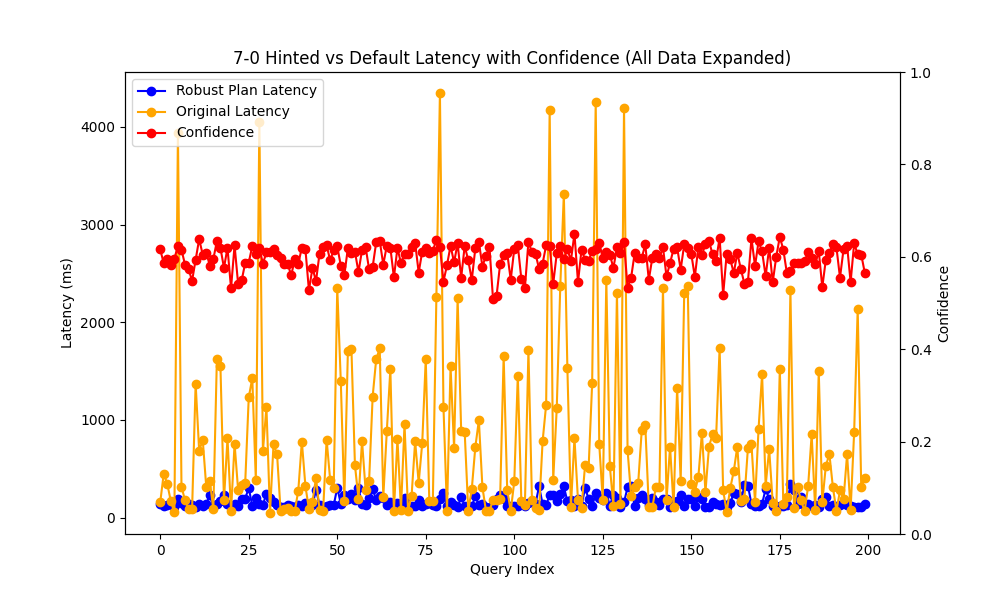 7-0 Hinted vs Default Latency with Confidence (All Data Expanded)
Robust Plan Latency
Original Latency
Confidence
Latency (ms)
4000
3000
2000
1000
0
1.0
0.8
0.6
0.4
0.2
0.0
Confidence
0 25 50 75 100 125 150 175 200
Query Index